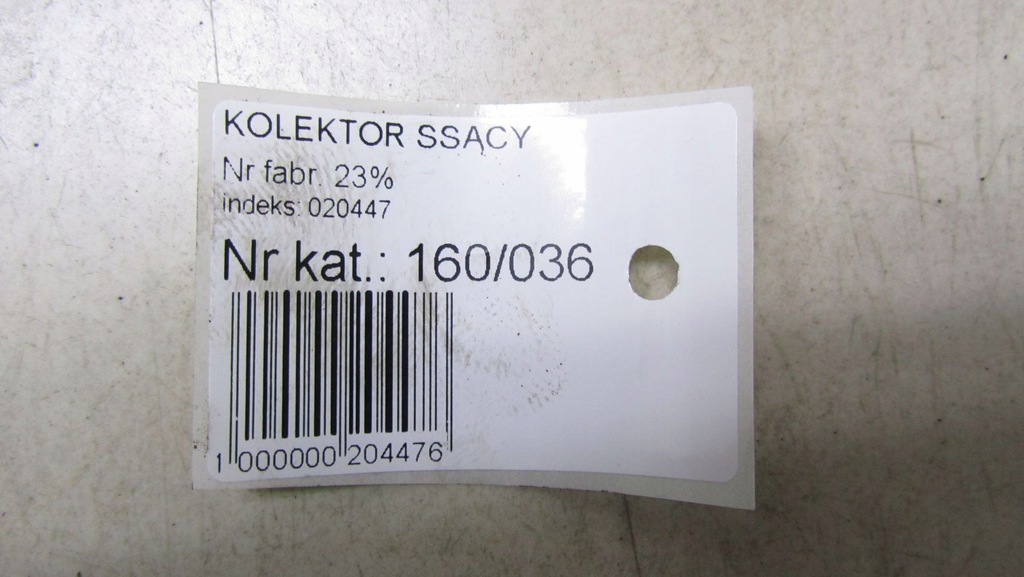 KOLEKTOR SSĄCY
Nr fabr. 23%
indeks: 020447
Nr kat.: 160/036
1 000000 204476